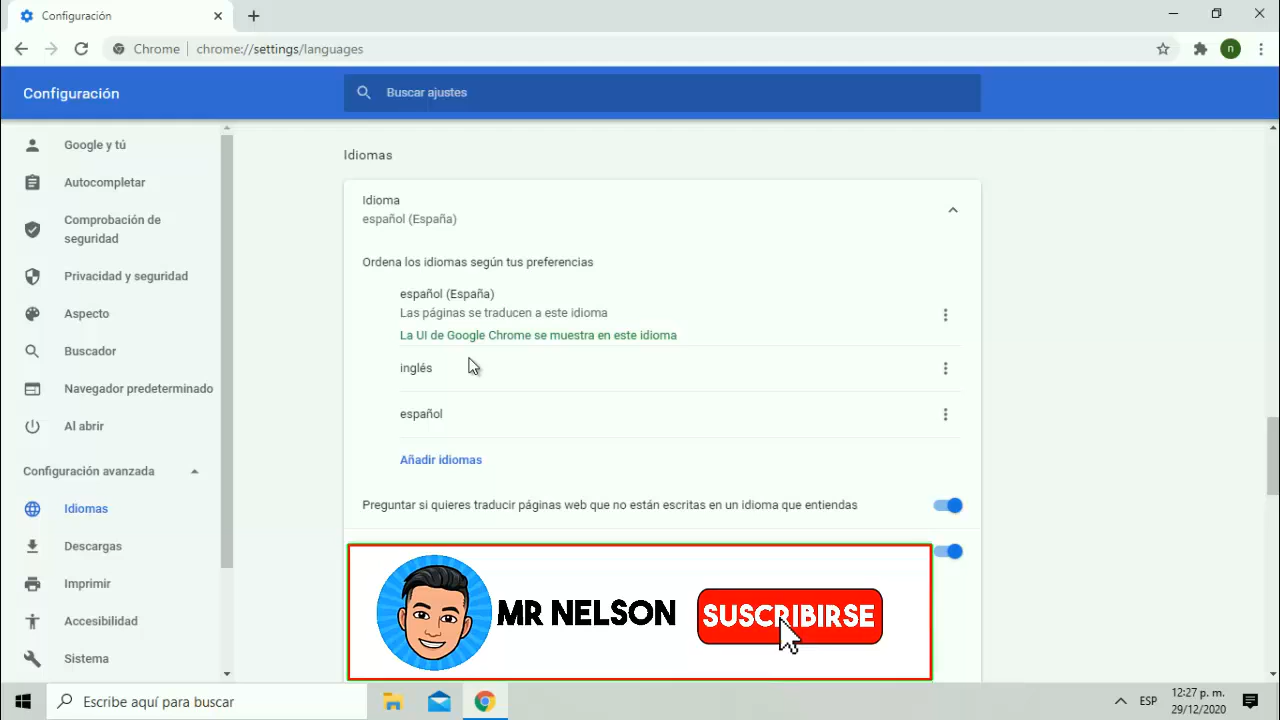 Configuración
Chrome
chrome://settings/languages
n
Configuración
Buscar ajustes
Google y tú
Autocompletar
Comprobación de
seguridad
Privacidad y seguridad
Aspecto
Buscador
Navegador predeterminado
Al abrir
Configuración avanzada
Idiomas
Descargas
Imprimir
Accesibilidad
Sistema
Idiomas
Idioma
español (España)
Ordena los idiomas según tus preferencias
español (España)
Las páginas se traducen a este idioma
La UI de Google Chrome se muestra en este idioma
inglés
español
Añadir idiomas
Preguntar si quieres traducir páginas web que no están escritas en un idioma que entiendas
MR NELSON
SUSCRIBIRSE
Escribe aquí para buscar
ESP
12:27 p. m.
29/12/2020